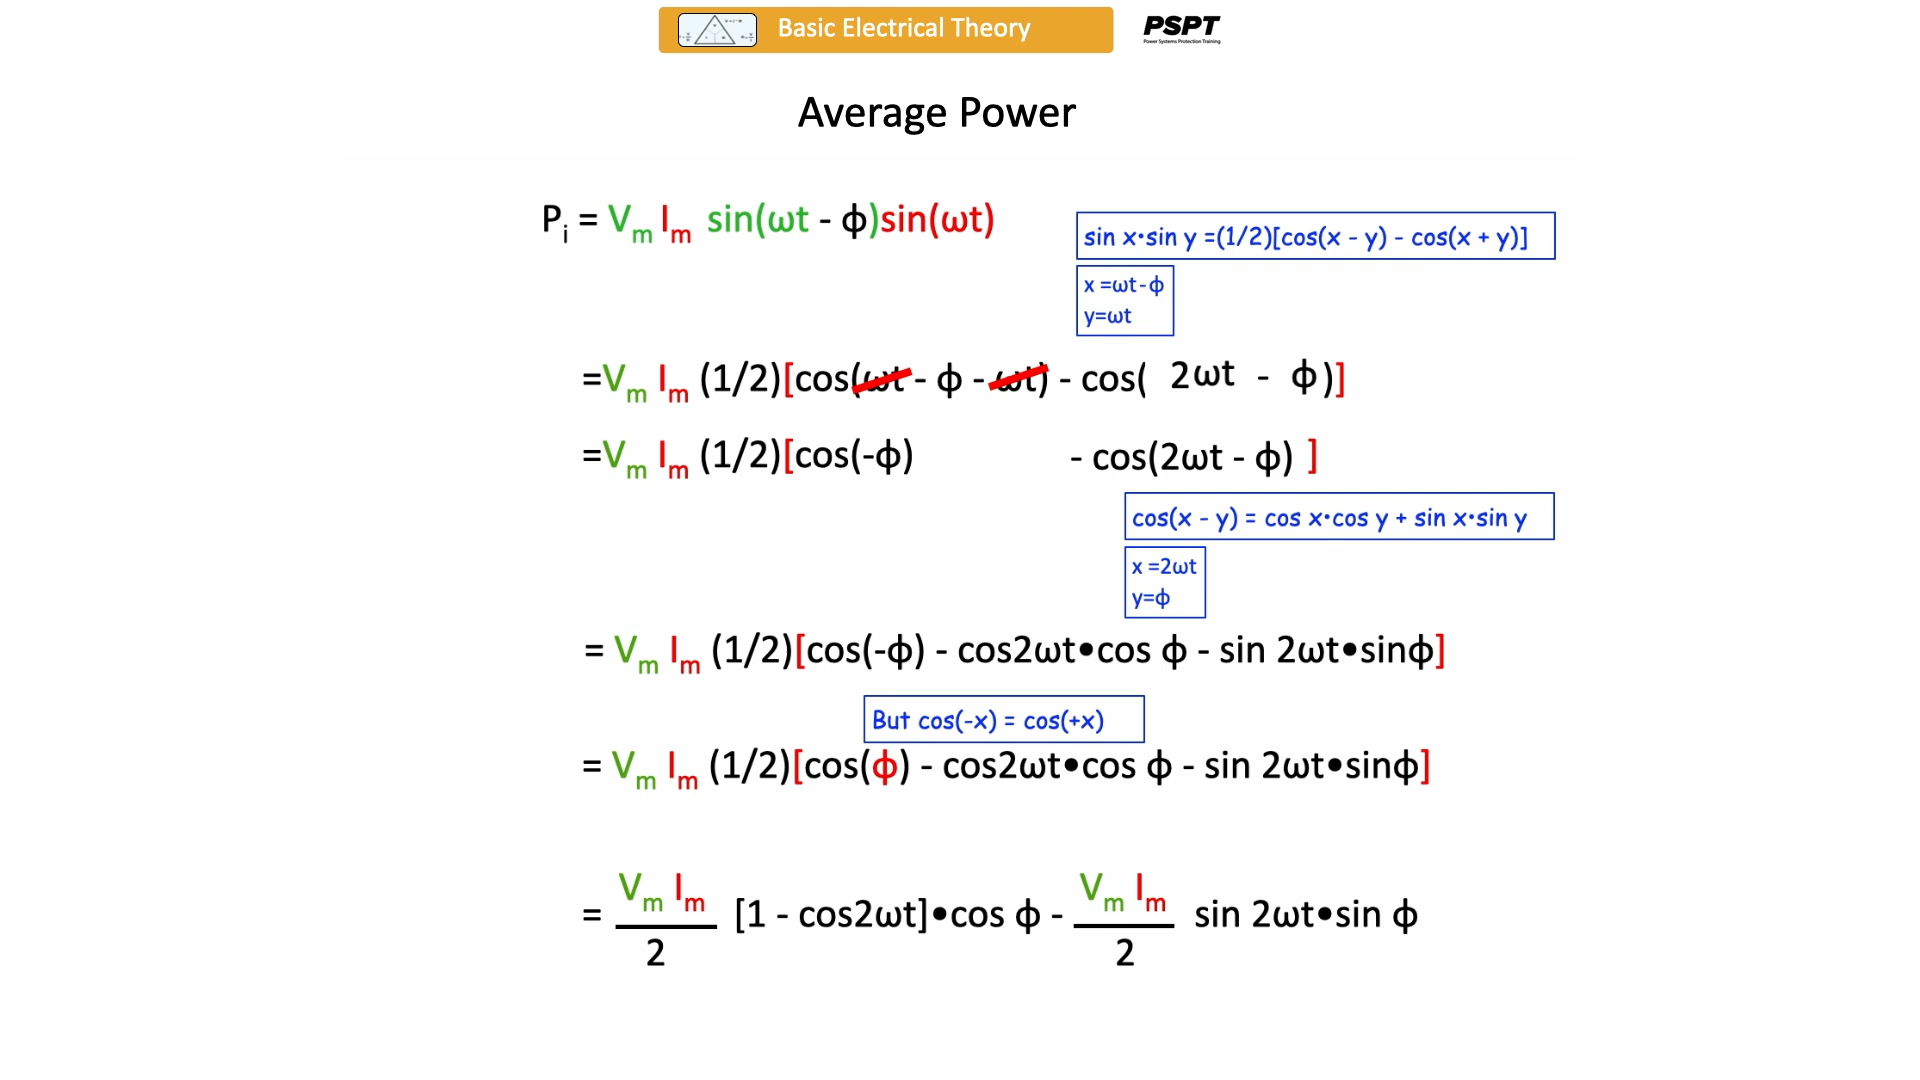 Basic Electrical Theory
PSPT
Power Systems Protection Training
Average Power
Pᵢ = Vₘ Iₘ sin(ωt - ϕ)sin(ωt)
sin x•sin y =(1/2)[cos(x - y) - cos(x + y)]
x =ωt-ϕ
y=ωt
=Vₘ Iₘ (1/2)[cos(ωt - ϕ - ωt) - cos( 2ωt - ϕ)]
=Vₘ Iₘ (1/2)[cos(-ϕ) - cos(2ωt - ϕ) ]
cos(x - y) = cos x•cos y + sin x•sin y
x =2ωt
y=ϕ
= Vₘ Iₘ (1/2)[cos(-ϕ) - cos2ωt•cos ϕ - sin 2ωt•sinϕ]
But cos(-x) = cos(+x)
= Vₘ Iₘ (1/2)[cos(ϕ) - cos2ωt•cos ϕ - sin 2ωt•sinϕ]
= Vₘ Iₘ / 2 [1 - cos2ωt]•cos ϕ - Vₘ Iₘ / 2 sin 2ωt•sin ϕ